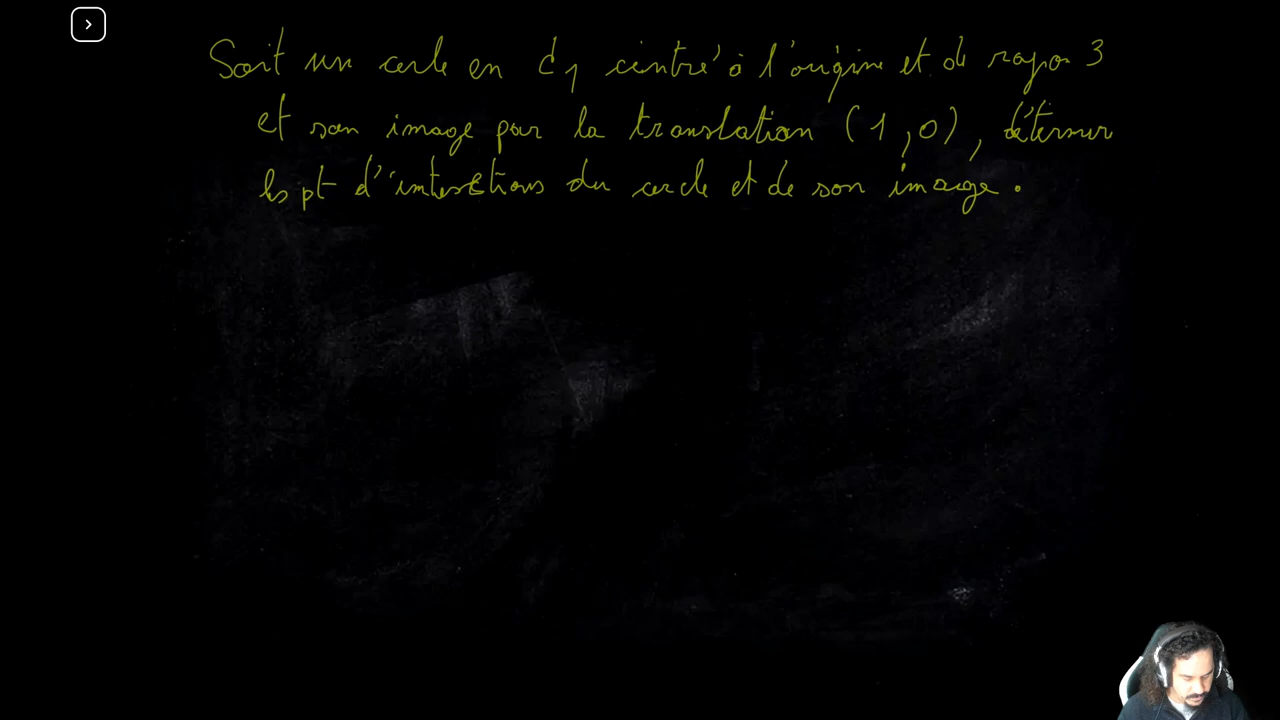 Soit un cercle en d1 centré à l'origine et de rayon 3
et son image par la translation (1,0), déterminer
les pt d'intersections du cercle et de son image.